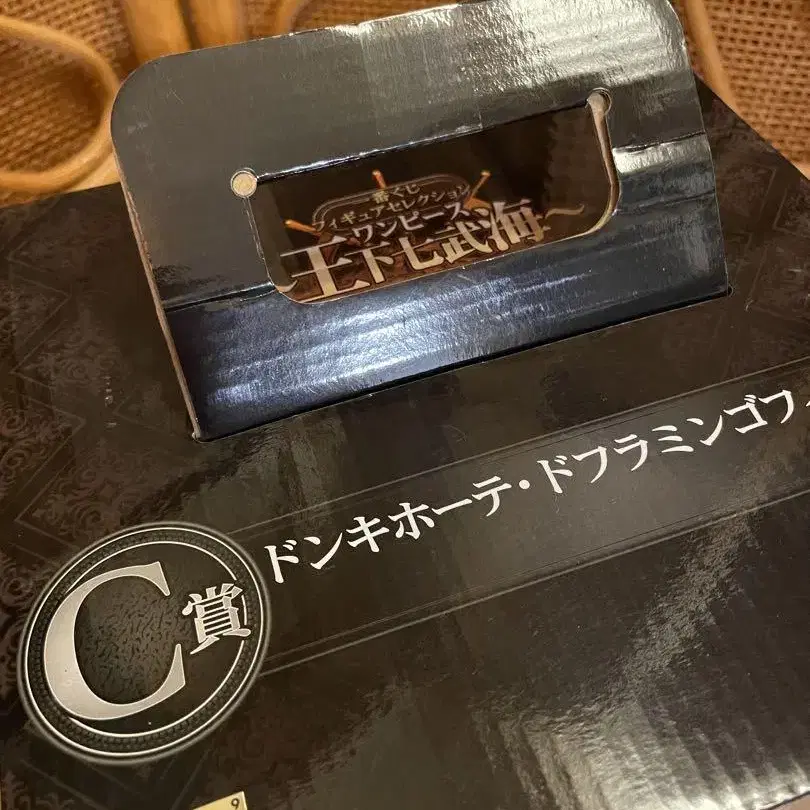 一番くじ
フィギュアセレクション
ワンピース
〜王下七武海〜
C賞
ドンキホーテ・ドフラミンゴフィ
9